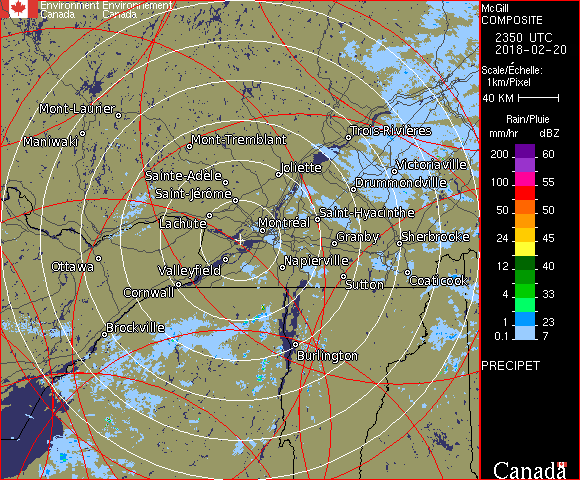 Environment Environnement
Canada Canada
McGill
COMPOSITE
2350 UTC
2018-02-20
Scale/Échelle:
1km/Pixel
40 KM
Rain/Pluie
mm/hr dBZ
200 60
100 55
50 50
24 45
12 40
4 33
1 23
0.1 7
PRECIPET
Canada
Mont-Laurier
Maniwaki
Mont-Tremblant
Trois-Rivières
Joliette
Victoriaville
Sainte-Adèle
Drummondville
Saint-Jérôme
Lachute
Saint-Hyacinthe
Montréal
Granby
Sherbrooke
Ottawa
Valleyfield
Napierville
Sutton
Coaticook
Cornwall
Brockville
Burlington